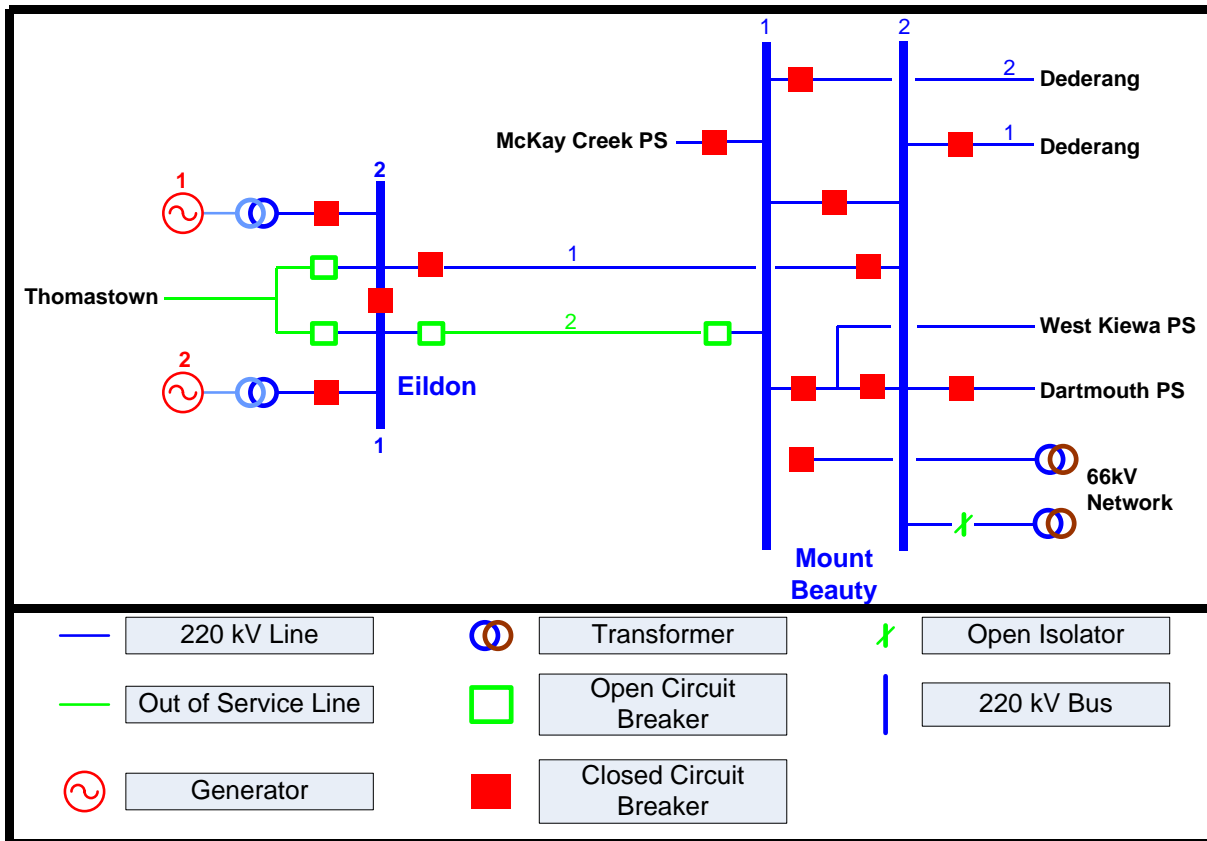 1
2
2
Dederang
McKay Creek PS
1
Dederang
1
2
1
Thomastown
2
2
Eildon
1
West Kiewa PS
Dartmouth PS
66kV
Network
Mount
Beauty
220 kV Line
Transformer
Open Isolator
Out of Service Line
Open Circuit
Breaker
220 kV Bus
Generator
Closed Circuit
Breaker